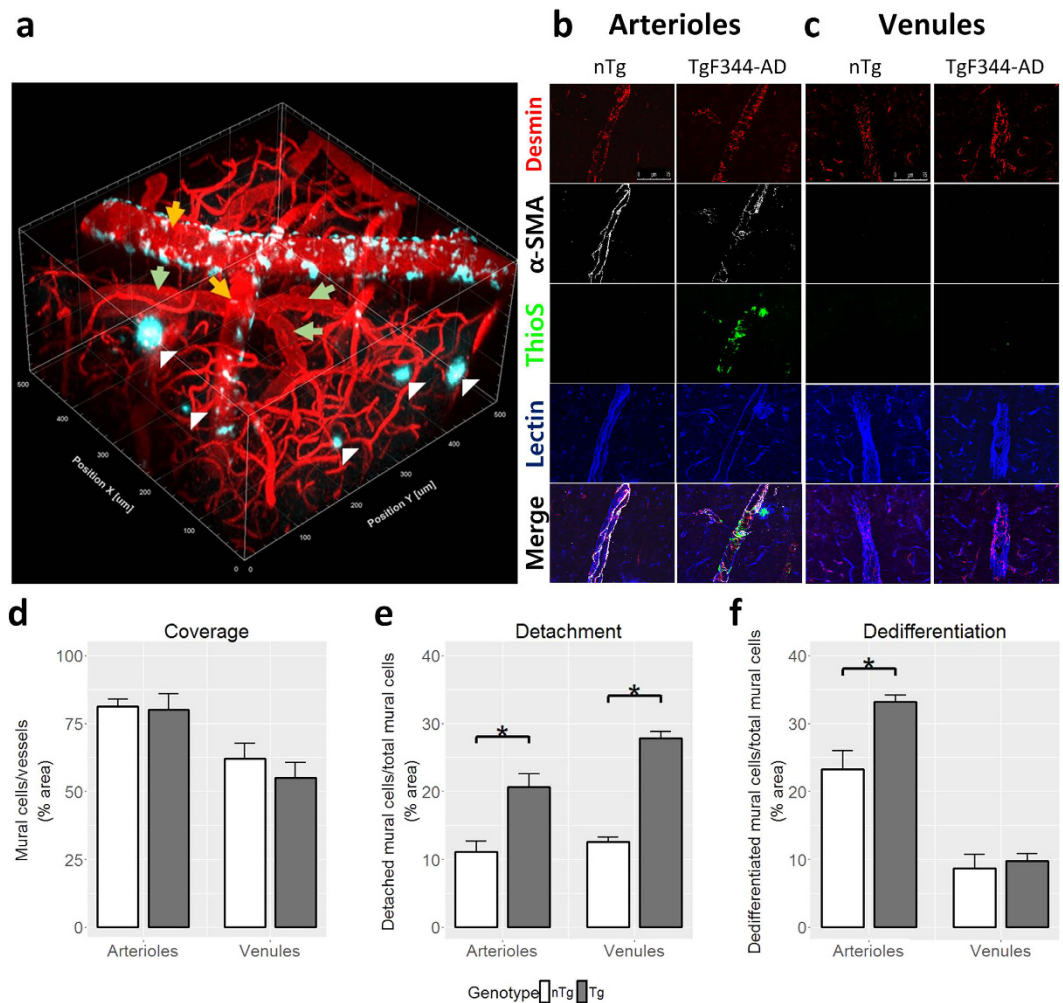 a
500
400
300
200
100
0
Position X [um]
0
100
200
300
400
500
Position Y [um]
b Arterioles
nTg TgF344-AD
c Venules
nTg TgF344-AD
Desmin
α-SMA
ThioS
Lectin
Merge
d
Coverage
Mural cells/vessels
(% area)
100
75
50
25
0
Arterioles Venules
e
Detachment
Detached mural cells/total mural cells
(% area)
40
30
20
10
0
* *
Arterioles Venules
f
Dedifferentiation
Dedifferentiated mural cells/total mural cells
(% area)
40
30
20
10
0
*
Arterioles Venules
Genotype nTg Tg